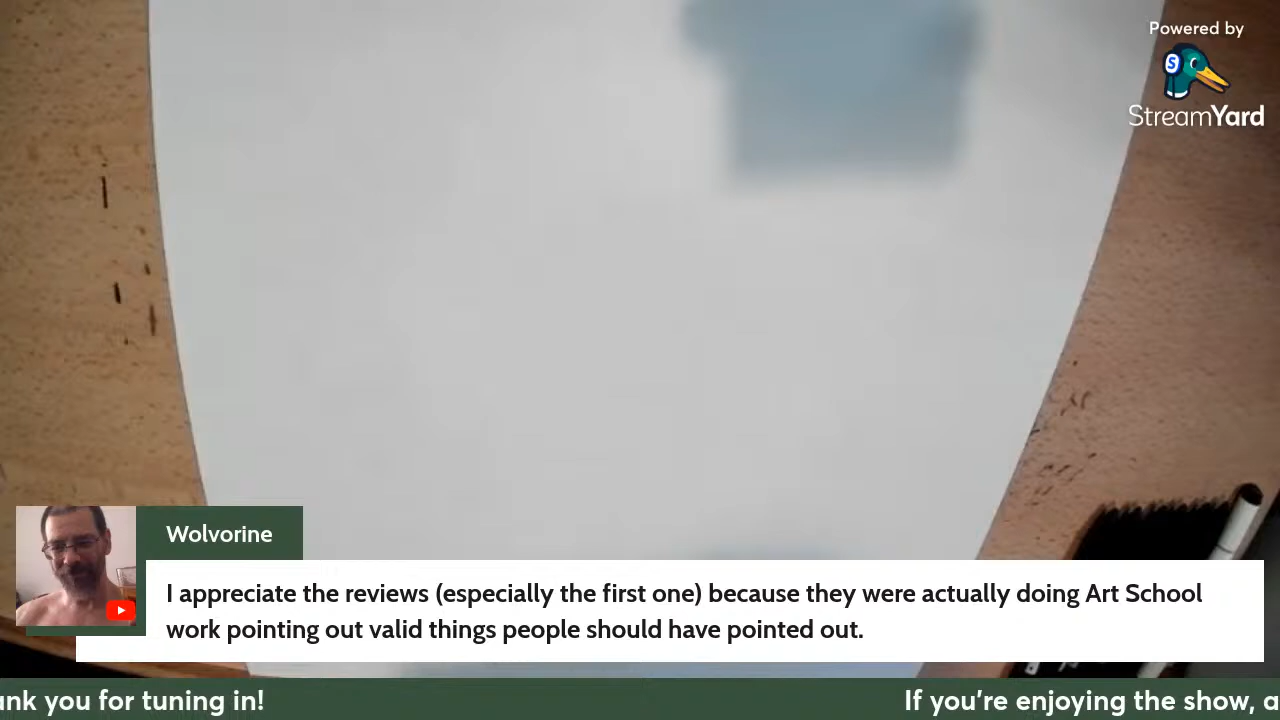 Powered by
StreamYard
Wolvorine
I appreciate the reviews (especially the first one) because they were actually doing Art School
work pointing out valid things people should have pointed out.
ank you for tuning in!
If you're enjoying the show, a